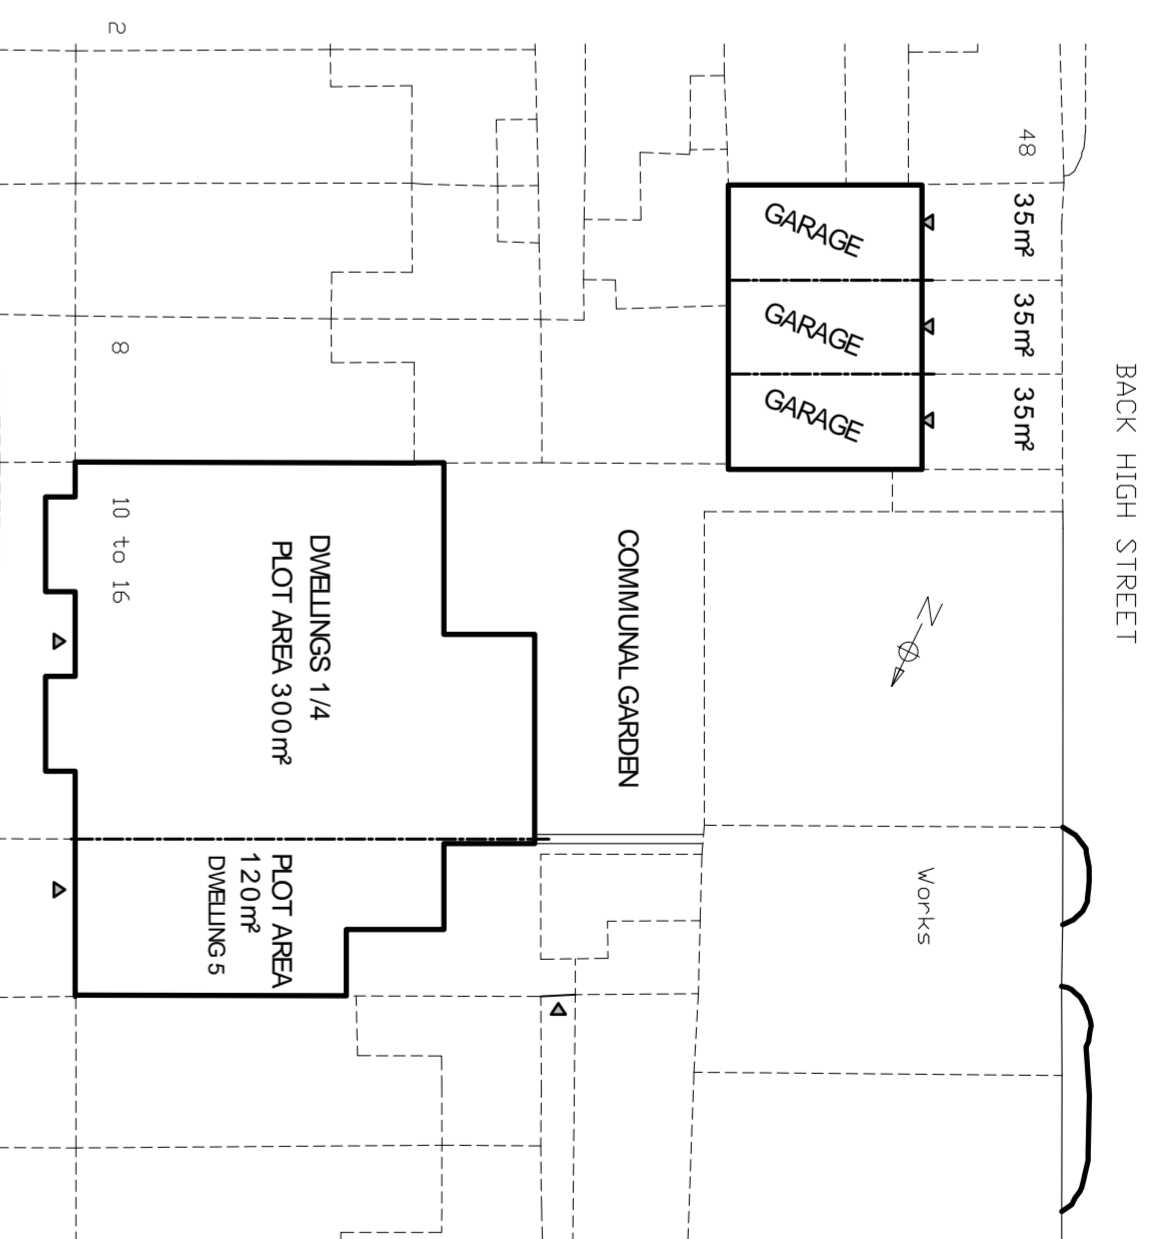 2
48
35m²
GARAGE
35m²
GARAGE
35m²
GARAGE
8
BACK HIGH STREET
10 to 16
DWELLINGS 1/4
PLOT AREA 300m²
COMMUNAL GARDEN
N
PLOT AREA
120m²
DWELLING 5
Works